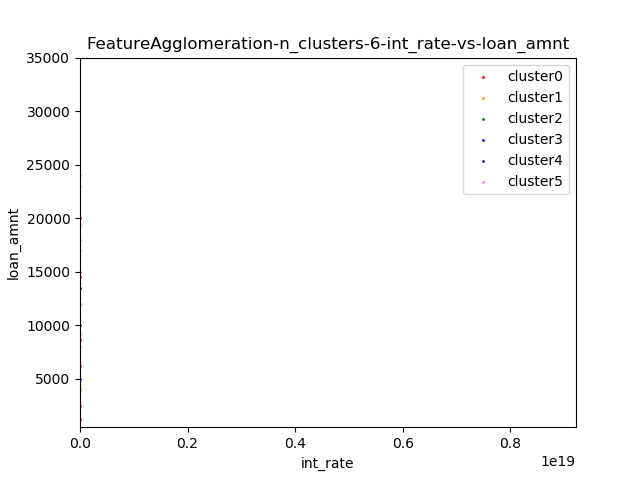 FeatureAgglomeration-n_clusters-6-int_rate-vs-loan_amnt
35000
30000
25000
20000
15000
10000
5000
loan_amnt
cluster0
cluster1
cluster2
cluster3
cluster4
cluster5
0.0 0.2 0.4 0.6 0.8
1e19
int_rate